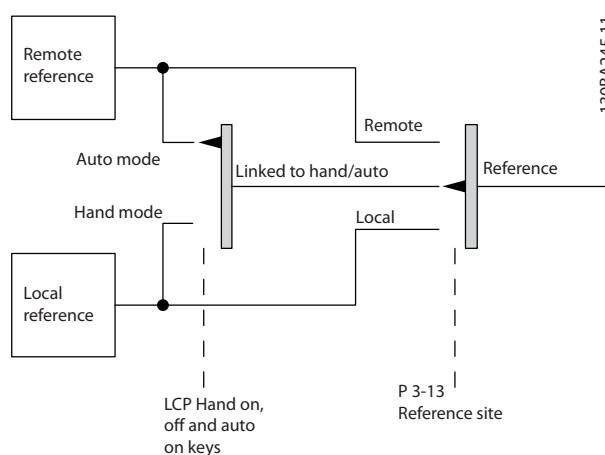 Remote
reference
Auto mode
Hand mode
Linked to hand/auto
Remote
Local
Reference
Local
reference
LCP Hand on,
off and auto
on keys
P 3-13
Reference site